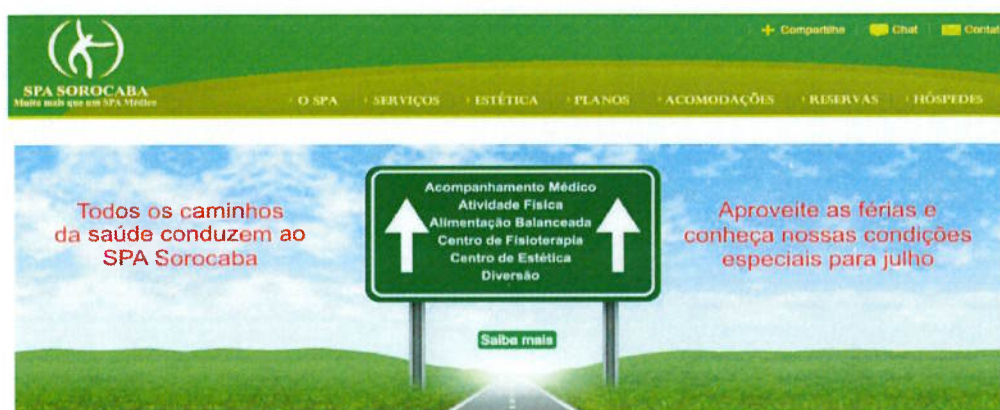 Compartilhe
Chat
Contat
SPA SOROCABA
Muito mais que um SPA Médico
O SPA
SERVIÇOS
ESTÉTICA
PLANOS
ACOMODAÇÕES
RESERVAS
HÓSPEDES
Todos os caminhos
da saúde conduzem ao
SPA Sorocaba
Acompanhamento Médico
Atividade Física
Alimentação Balanceada
Centro de Fisioterapia
Centro de Estética
Diversão
Aproveite as férias e
conheça nossas condições
especiais para julho
Saiba mais